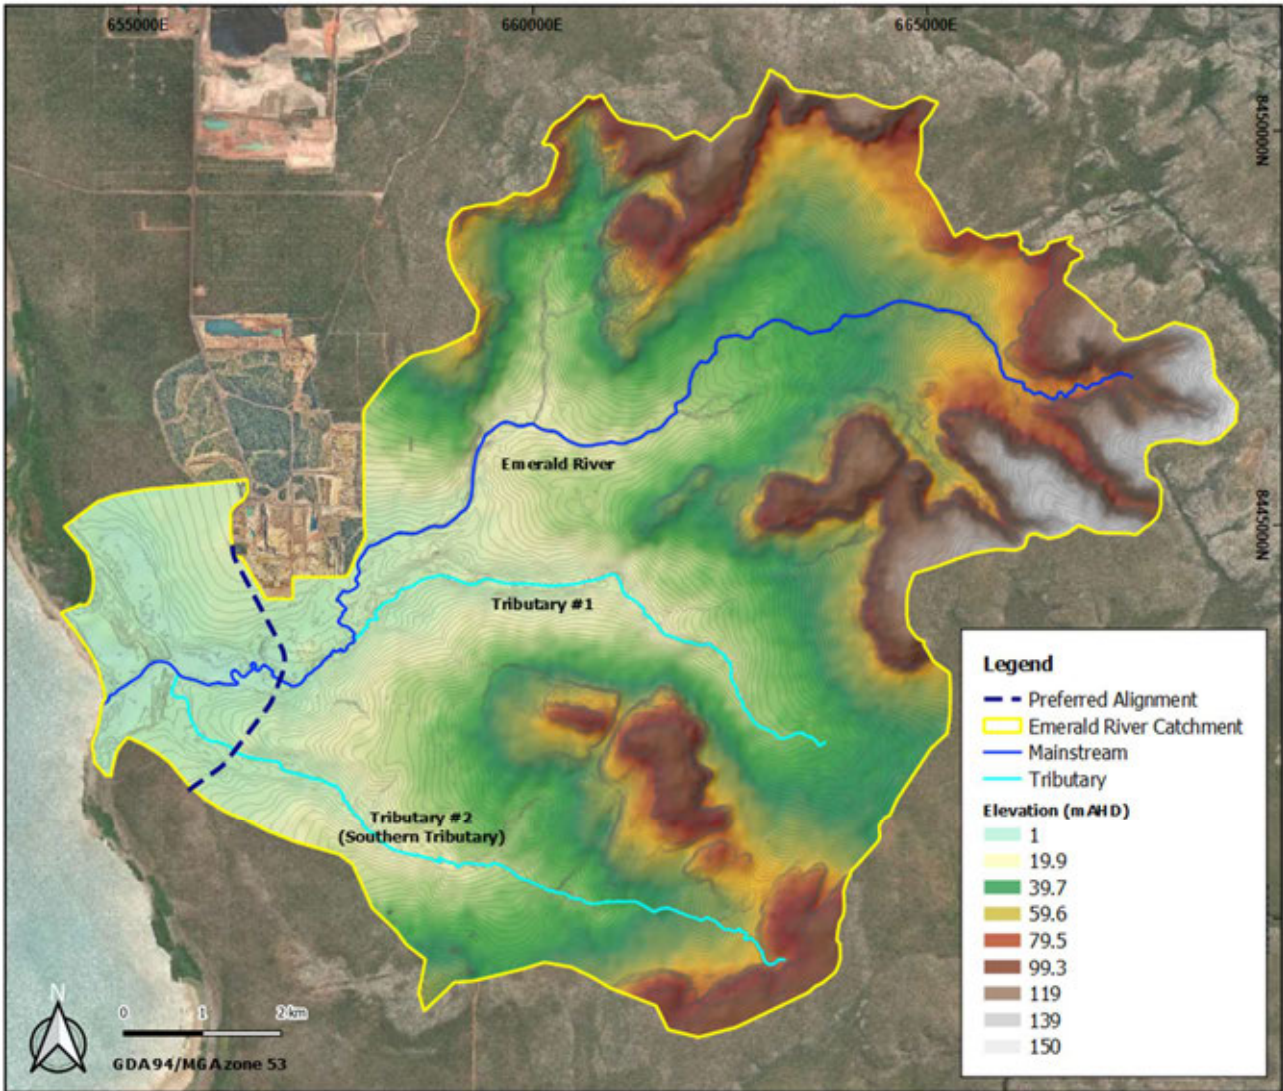 655000E
660000E
665000E
8450000N
Emerald River
8445000N
Tributary #1
Tributary #2
(Southern Tributary)
Legend
Preferred Alignment
Emerald River Catchment
Mainstream
Tributary
Elevation (mAHD)
1
19.9
39.7
59.6
79.5
99.3
119
139
150
N
0
1
2 km
GDA94/MGA zone 53